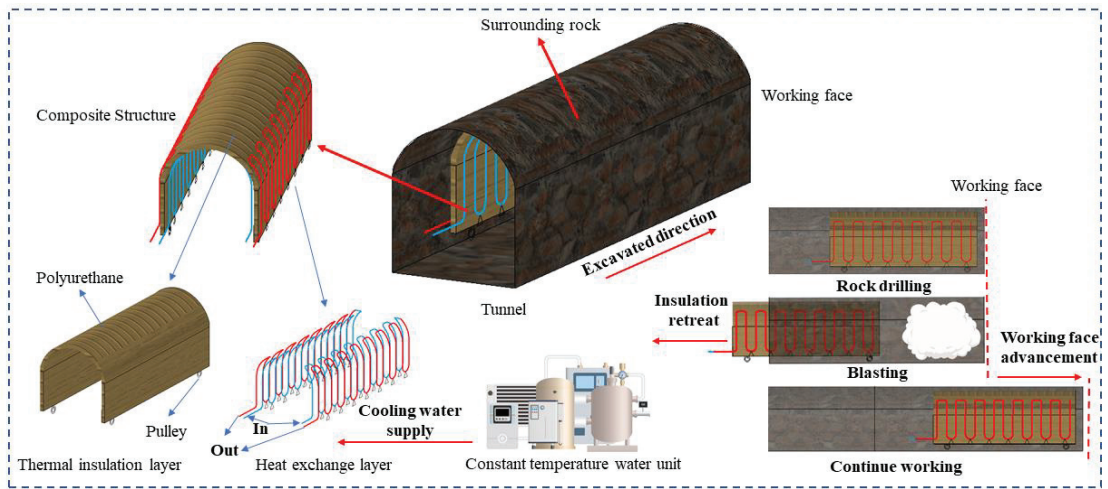 Surrounding rock
Working face
Composite Structure
Working face
Excavated direction
Rock drilling
Polyurethane
Tunnel
Insulation
retreat
Working face
advancement
Blasting
Pulley
In
Out
Cooling water
supply
Thermal insulation layer
Heat exchange layer
Constant temperature water unit
Continue working